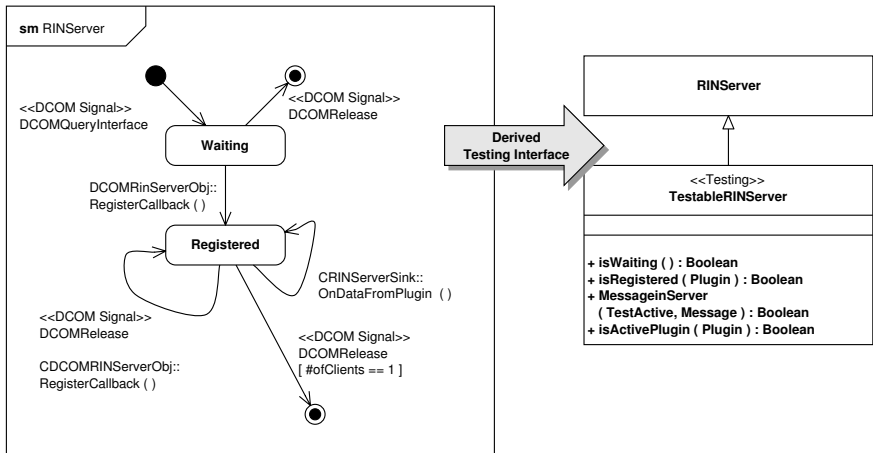 sm RINServer
<<DCOM Signal>>
DCOMQueryInterface
<<DCOM Signal>>
DCOMRelease
Waiting
DCOMRinServerObj::
RegisterCallback ( )
Registered
CRINServerSink::
OnDataFromPlugin ( )
<<DCOM Signal>>
DCOMRelease
CDCOMRINServerObj::
RegisterCallback ( )
<<DCOM Signal>>
DCOMRelease
[ #ofClients == 1 ]
Derived
Testing Interface
RINServer
<<Testing>>
TestableRINServer
+ isWaiting ( ) : Boolean
+ isRegistered ( Plugin ) : Boolean
+ MessageinServer
( TestActive, Message ) : Boolean
+ isActivePlugin ( Plugin ) : Boolean